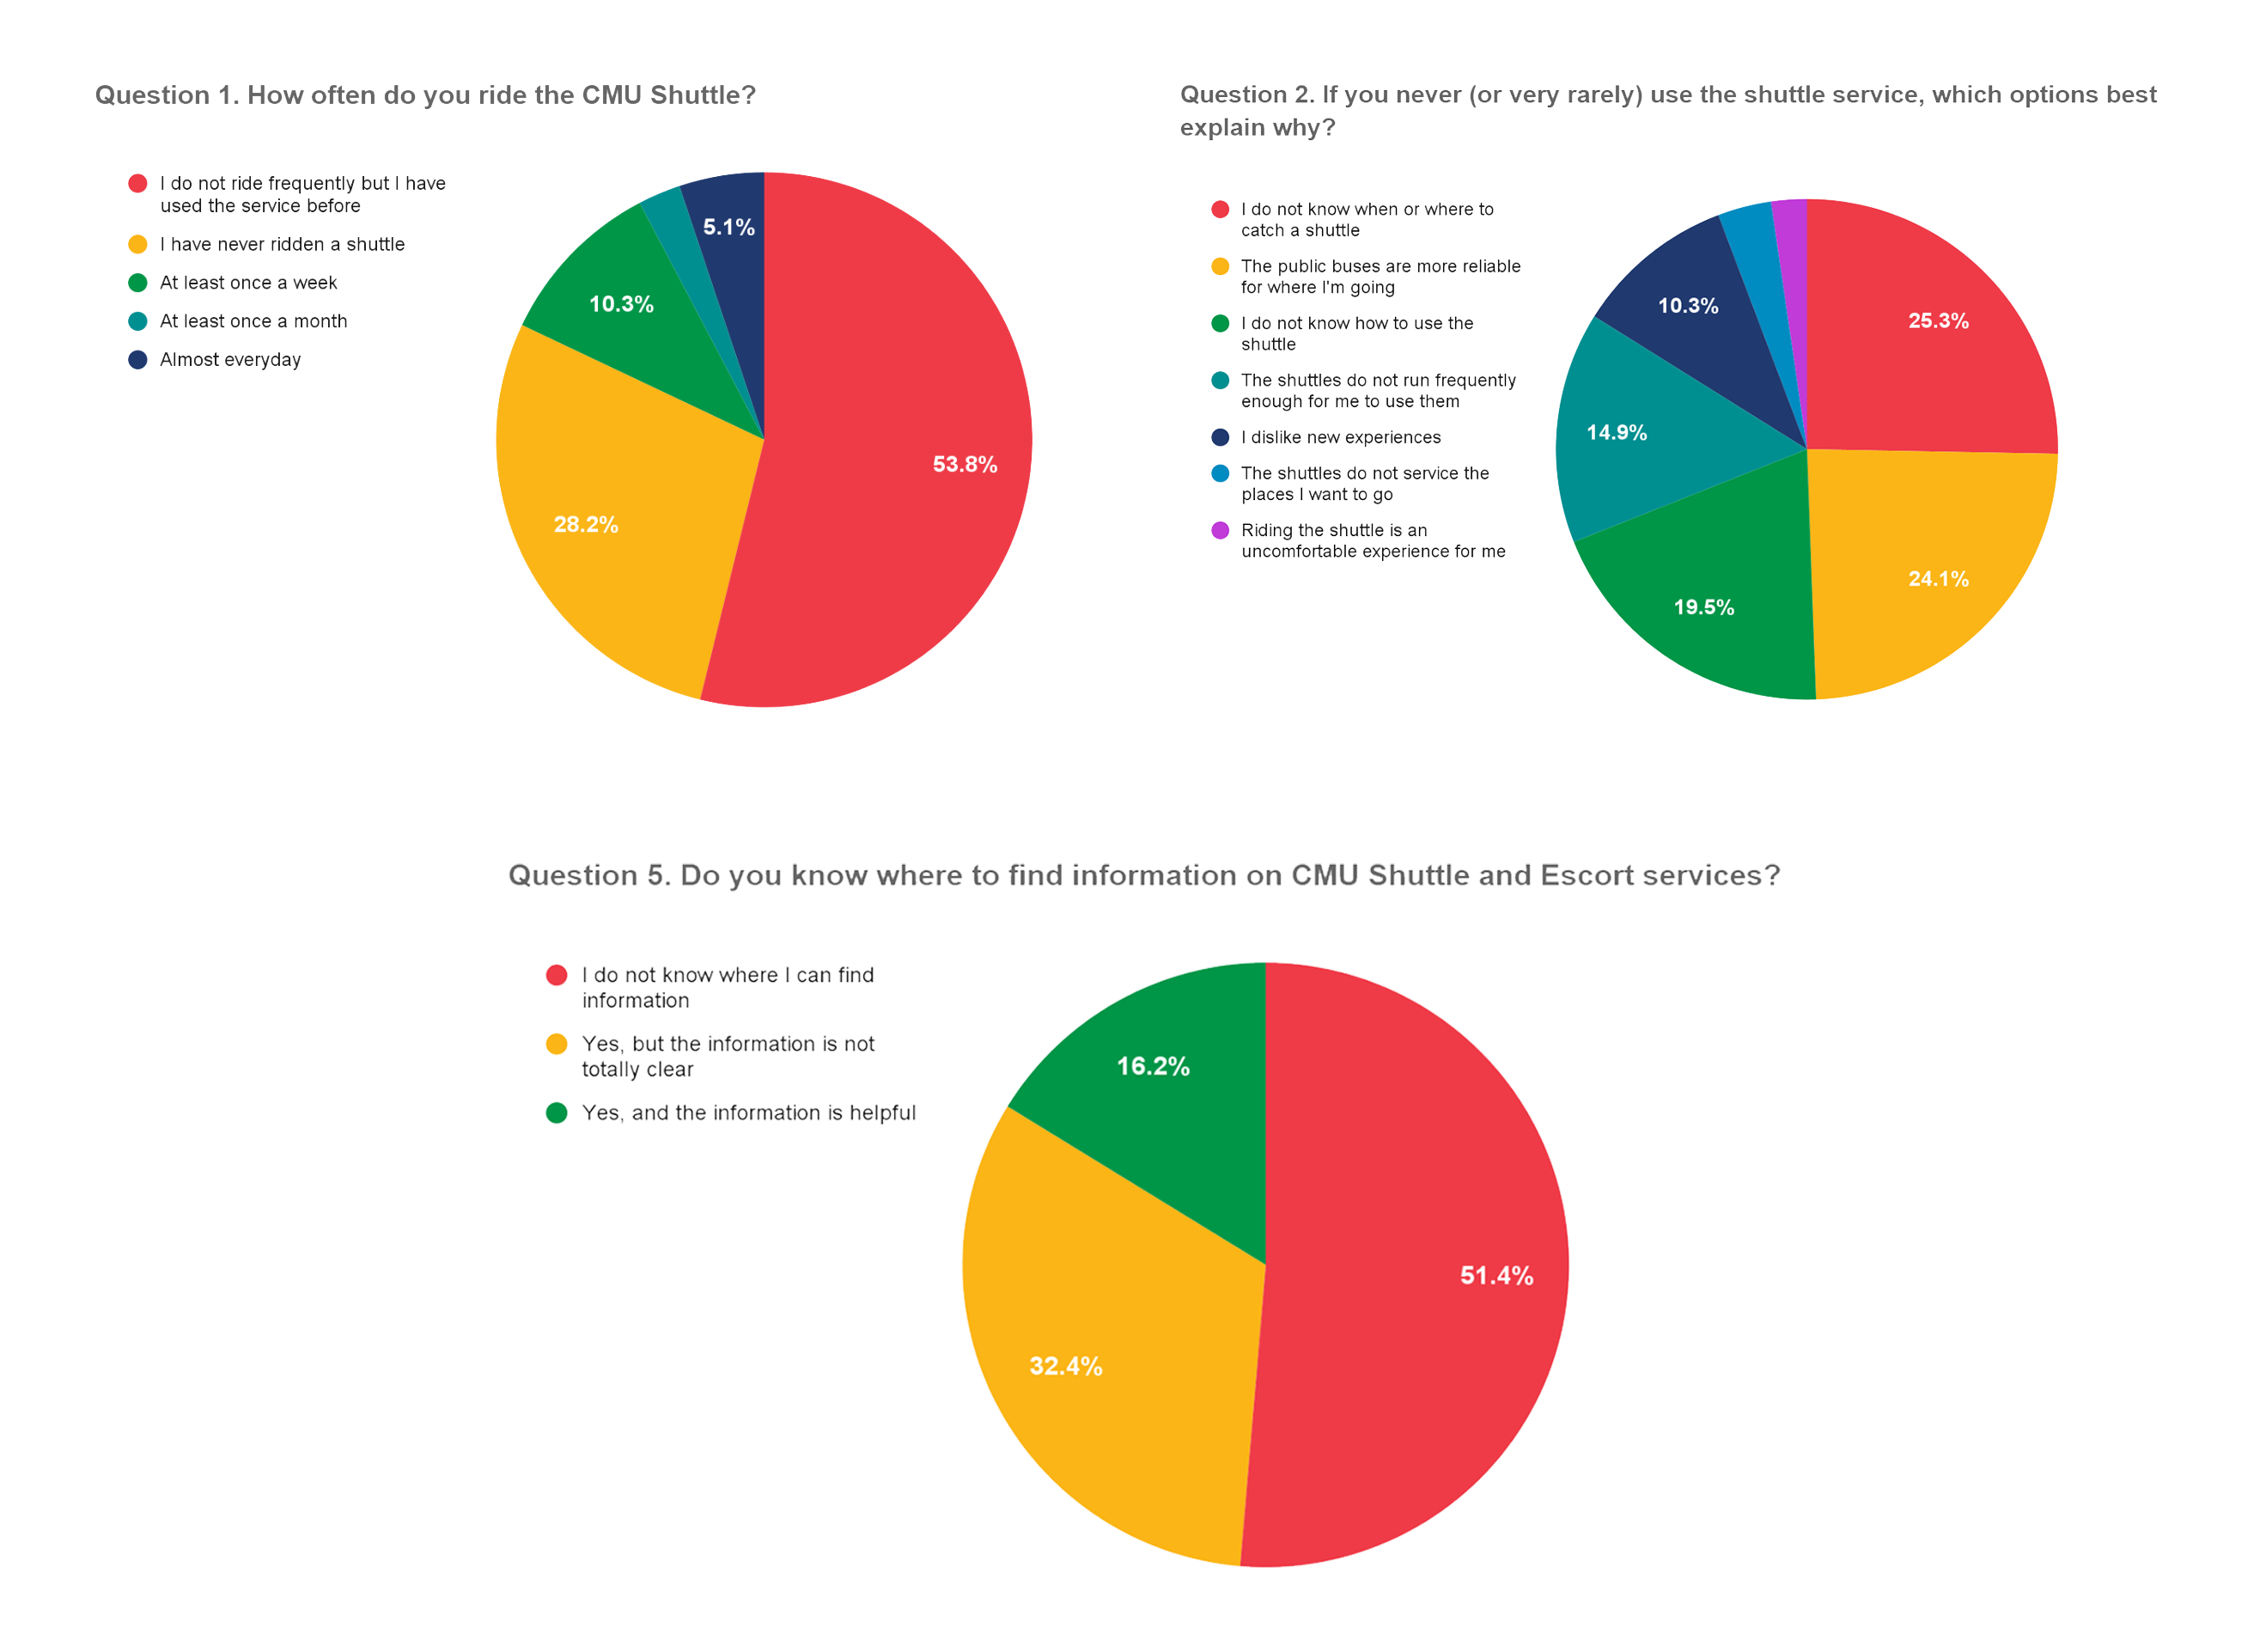 Question 1. How often do you ride the CMU Shuttle?
I do not ride frequently but I have
used the service before
I have never ridden a shuttle
At least once a week
At least once a month
Almost everyday
5.1%
10.3%
53.8%
28.2%
Question 2. If you never (or very rarely) use the shuttle service, which options best
explain why?
I do not know when or where to
catch a shuttle
The public buses are more reliable
for where I'm going
I do not know how to use the
shuttle
The shuttles do not run frequently
enough for me to use them
I dislike new experiences
The shuttles do not service the
places I want to go
Riding the shuttle is an
uncomfortable experience for me
10.3%
25.3%
14.9%
24.1%
19.5%
Question 5. Do you know where to find information on CMU Shuttle and Escort services?
I do not know where I can find
information
Yes, but the information is not
totally clear
Yes, and the information is helpful
16.2%
51.4%
32.4%